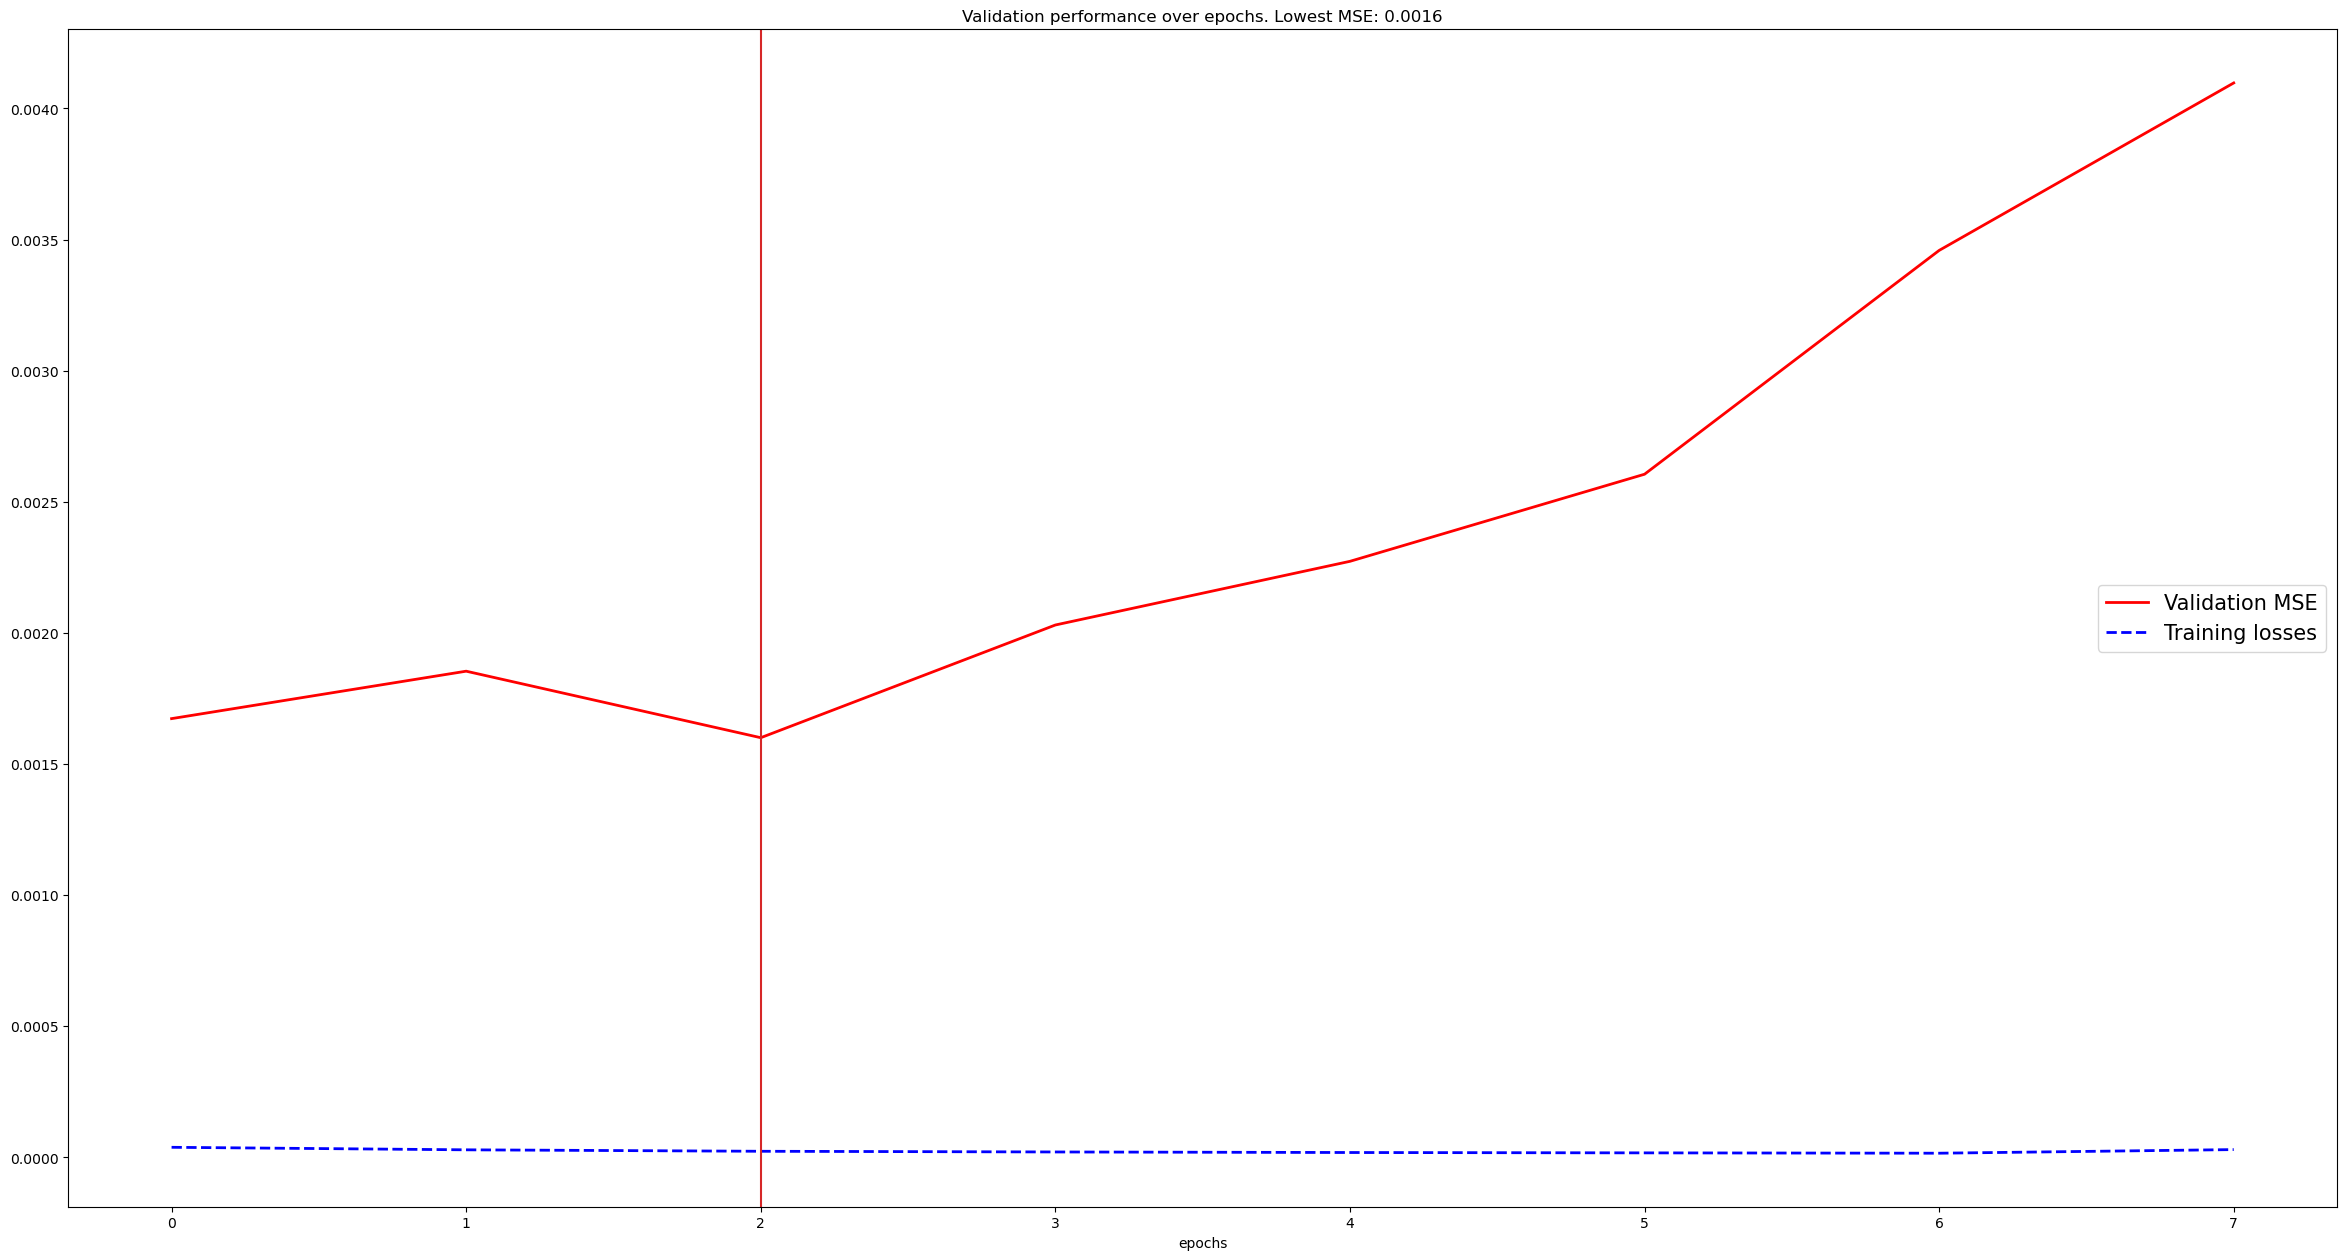 Validation performance over epochs. Lowest MSE: 0.0016
0.0040
0.0035
0.0030
0.0025
0.0020
0.0015
0.0010
0.0005
0.0000
Validation MSE
Training losses
0 1 2 3 4 5 6 7
epochs